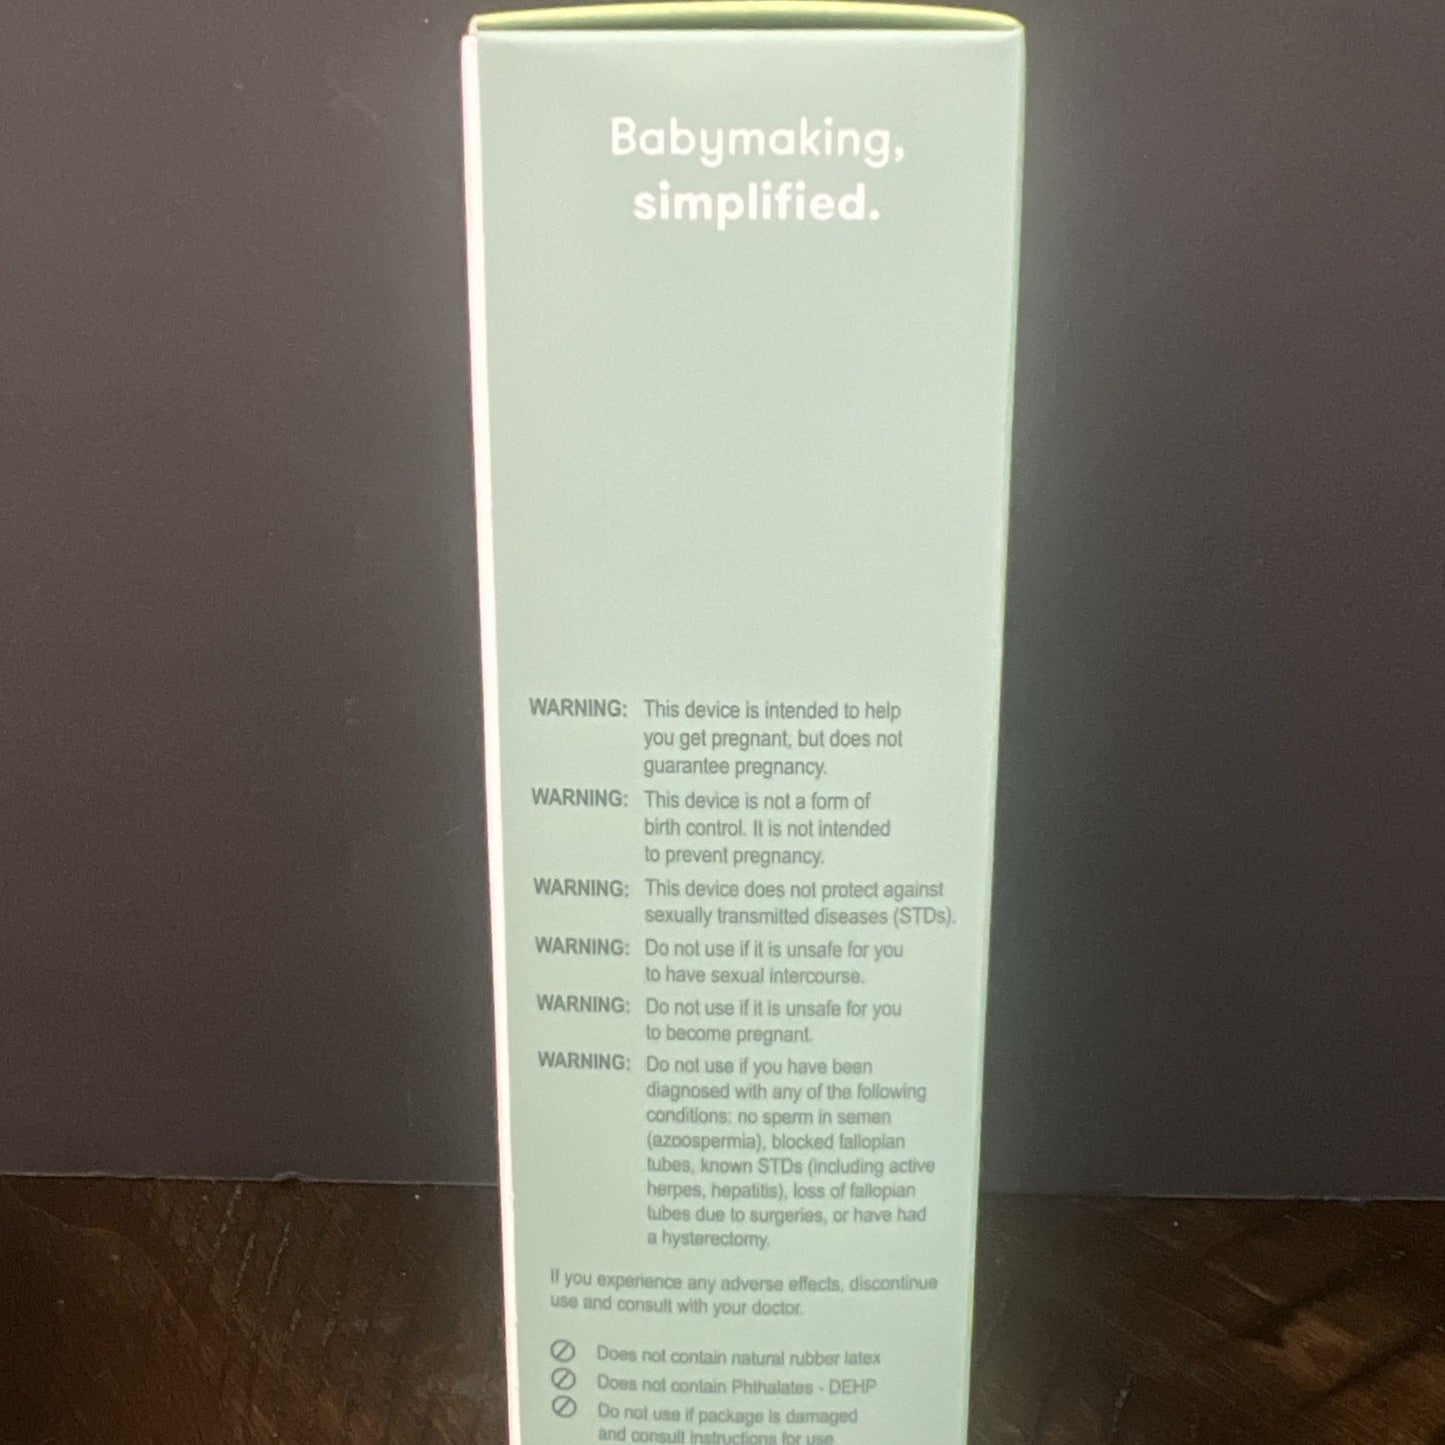 Babymaking,
simplified.
WARNING: This device is intended to help
you get pregnant, but does not
guarantee pregnancy.
WARNING: This device is not a form of
birth control. It is not intended
to prevent pregnancy.
WARNING: This device does not protect against
sexually transmitted diseases (STDs).
WARNING: Do not use if it is unsafe for you
to have sexual intercourse.
WARNING: Do not use if it is unsafe for you
to become pregnant.
WARNING: Do not use if you have been
diagnosed with any of the following
conditions: no sperm in semen
(azoospermia), blocked fallopian
tubes, known STDs (including active
herpes, hepatitis), loss of fallopian
tubes due to surgeries, or have had
a hysterectomy.
If you experience any adverse effects, discontinue
use and consult with your doctor.
Does not contain natural rubber latex
Does not contain Phthalates - DEHP
Do not use if package is damaged
and consult instructions for use